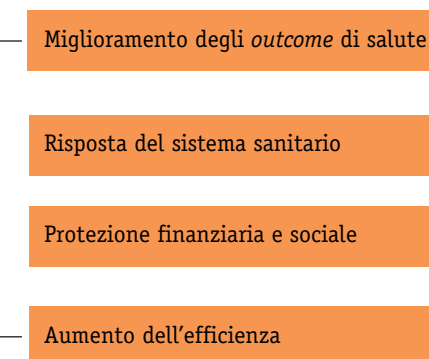 Miglioramento degli outcome di salute
Risposta del sistema sanitario
Protezione finanziaria e sociale
Aumento dell'efficienza